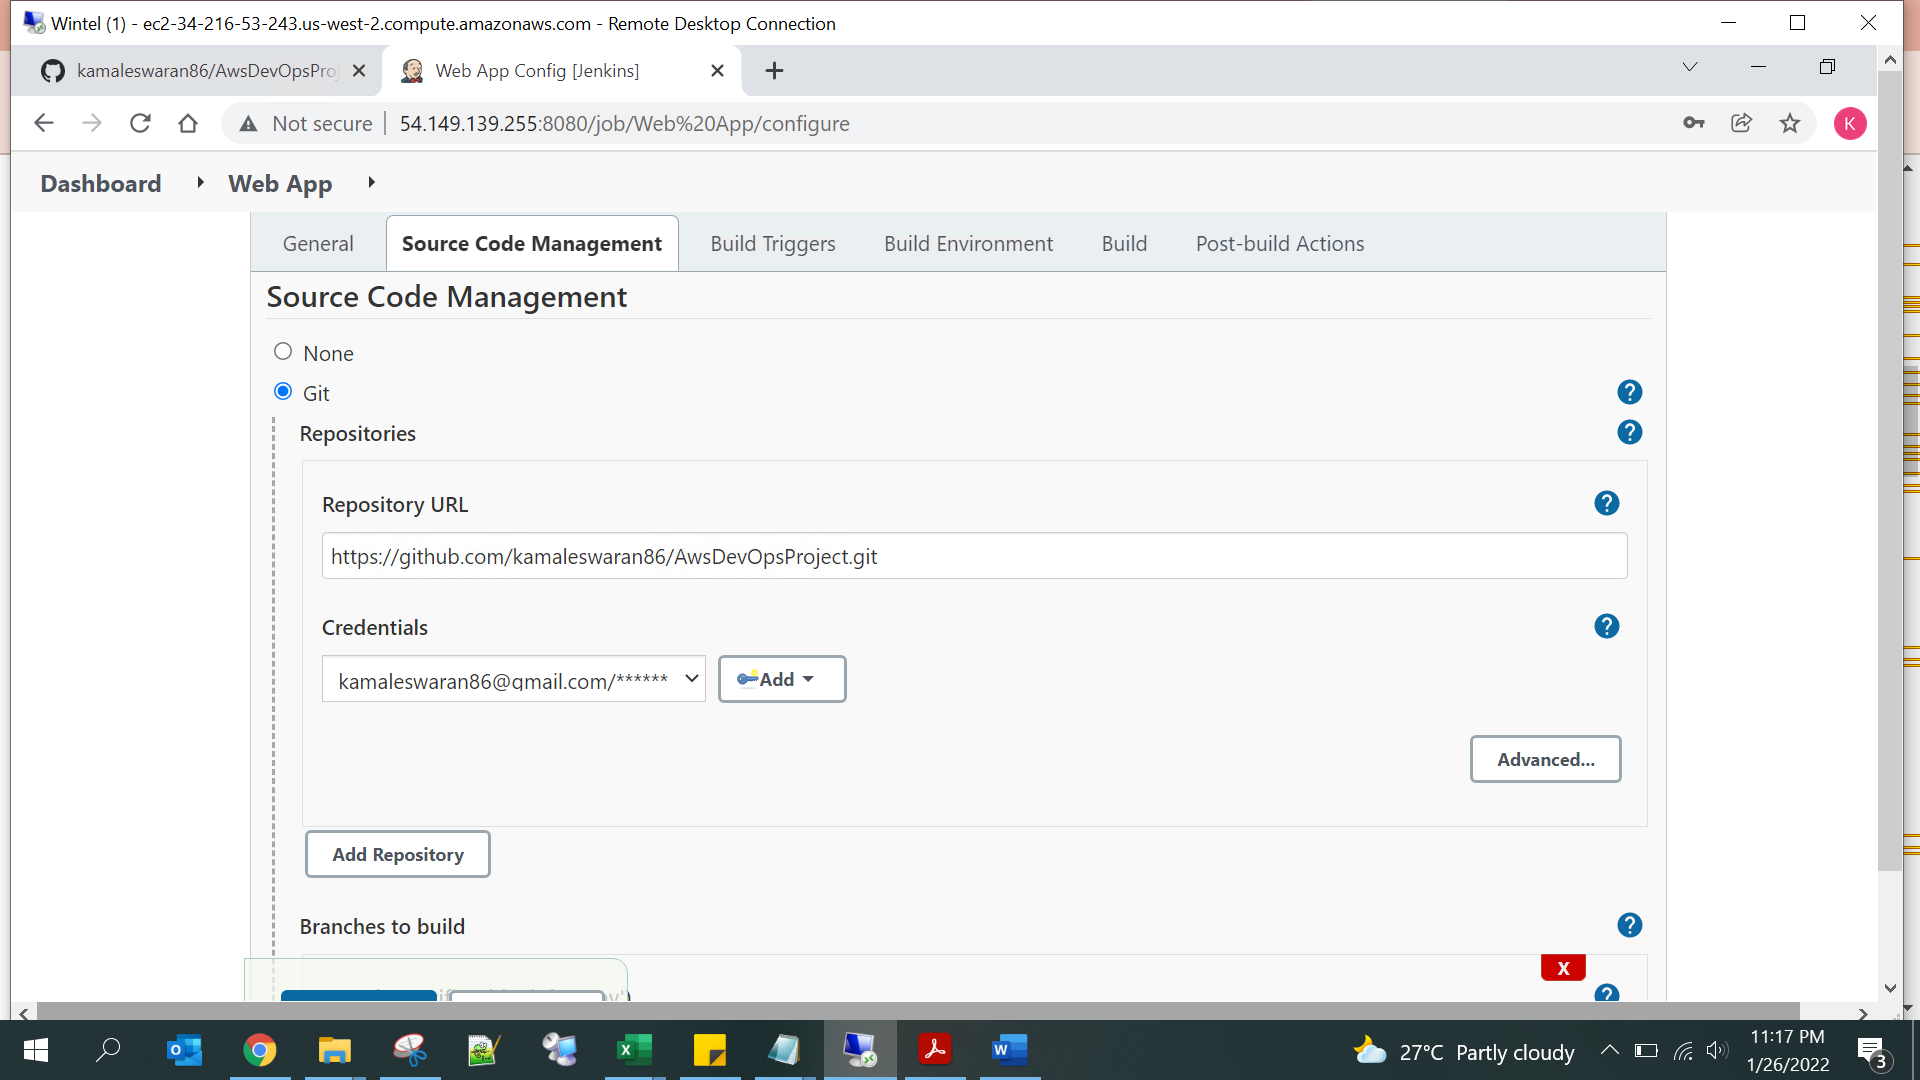 Wintel (1) - ec2-34-216-53-243.us-west-2.compute.amazonaws.com - Remote Desktop Connection
kamaleswaran86/AwsDevOpsProj
Web App Config [Jenkins]
Not secure
54.149.139.255:8080/job/Web%20App/configure
K
Dashboard
Web App
General
Source Code Management
Build Triggers
Build Environment
Build
Post-build Actions
Source Code Management
None
Git
?
Repositories
?
Repository URL
?
https://github.com/kamaleswaran86/AwsDevOpsProject.git
Credentials
?
kamaleswaran86@gmail.com/******
Add
Advanced...
Add Repository
Branches to build
?
X
?
27°C Partly cloudy
11:17 PM
1/26/2022
3